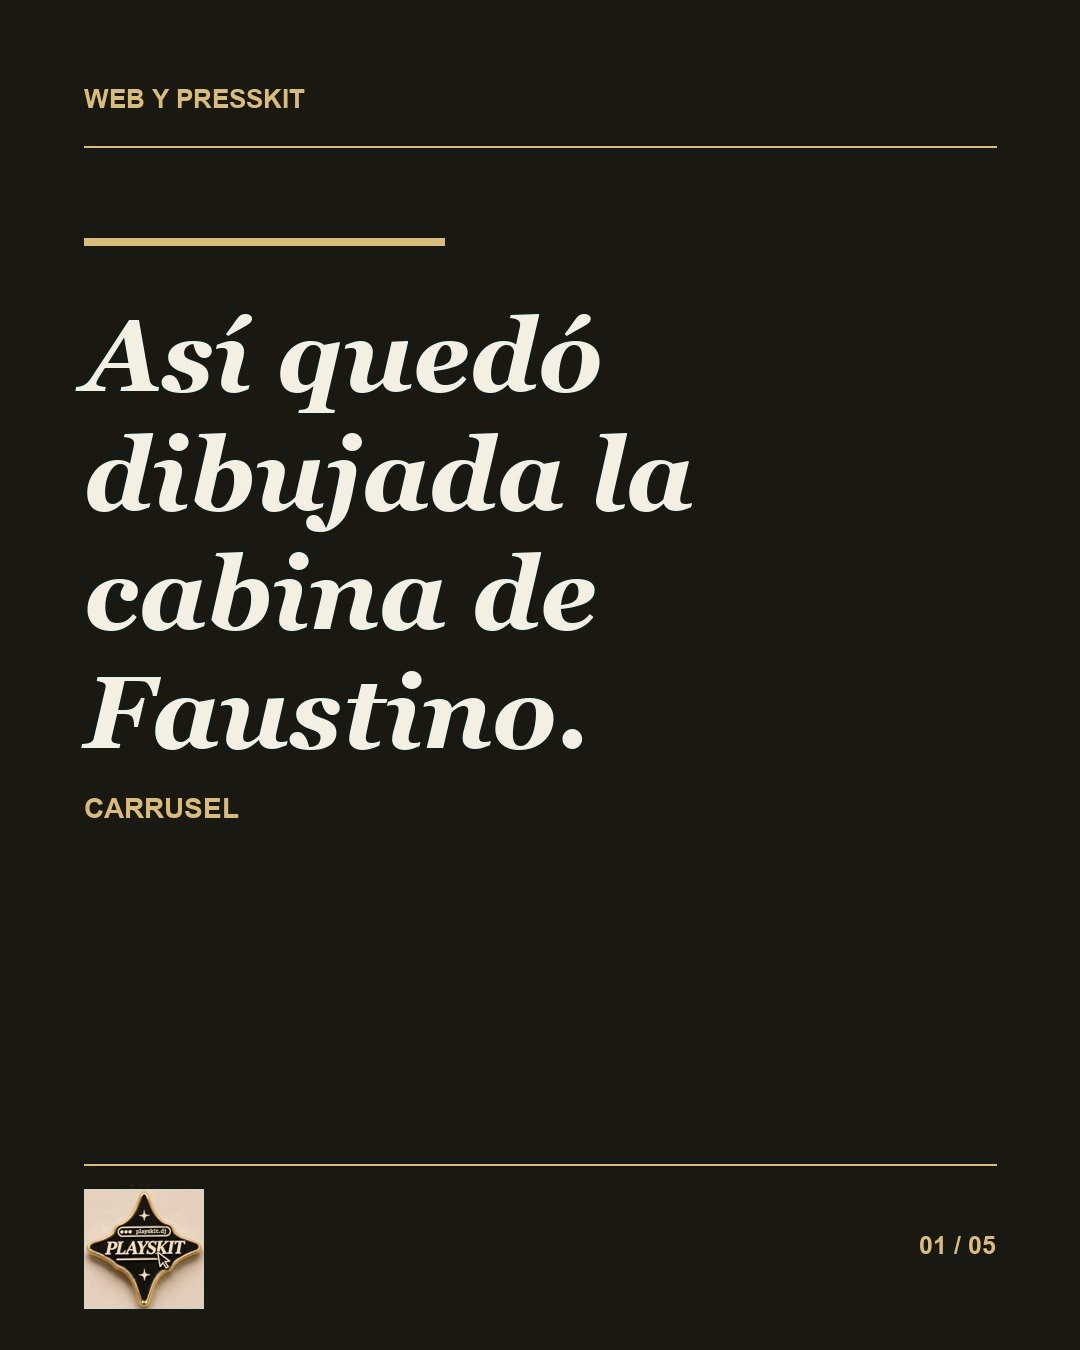 WEB Y PRESSKIT
Así quedó
dibujada la
cabina de
Faustino.
CARRUSEL
playskit.dj
PLAYSKIT
01 / 05